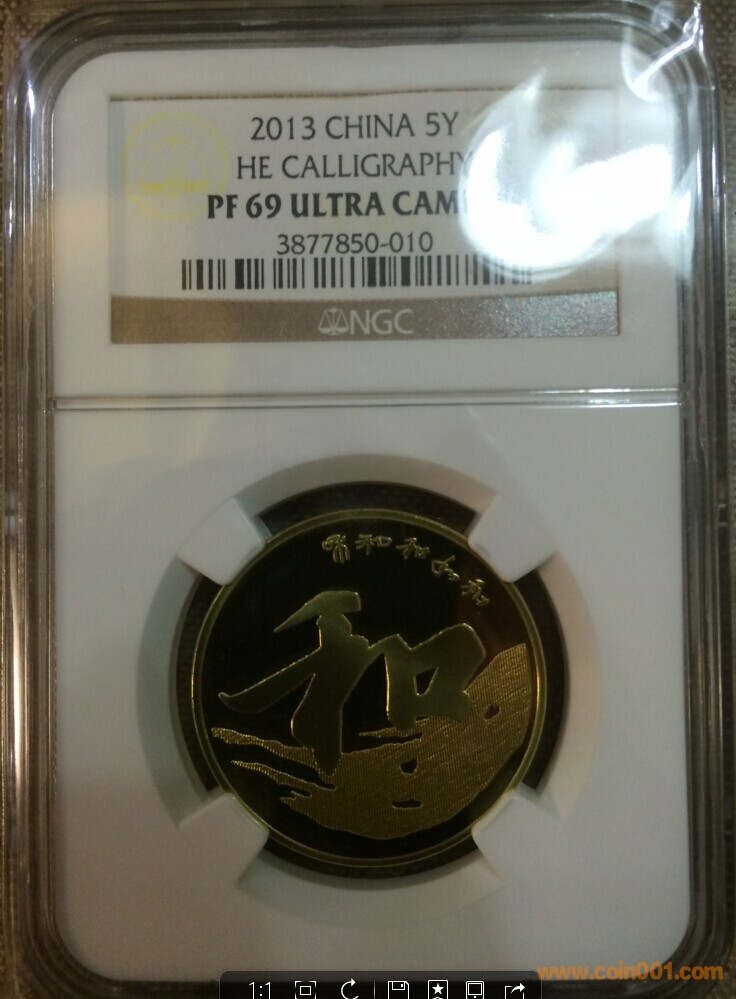 2013 CHINA 5Y
HE CALLIGRAPHY
PF 69 ULTRA CAM
3877850-010
NGC
和
www.coin001.com
1:1